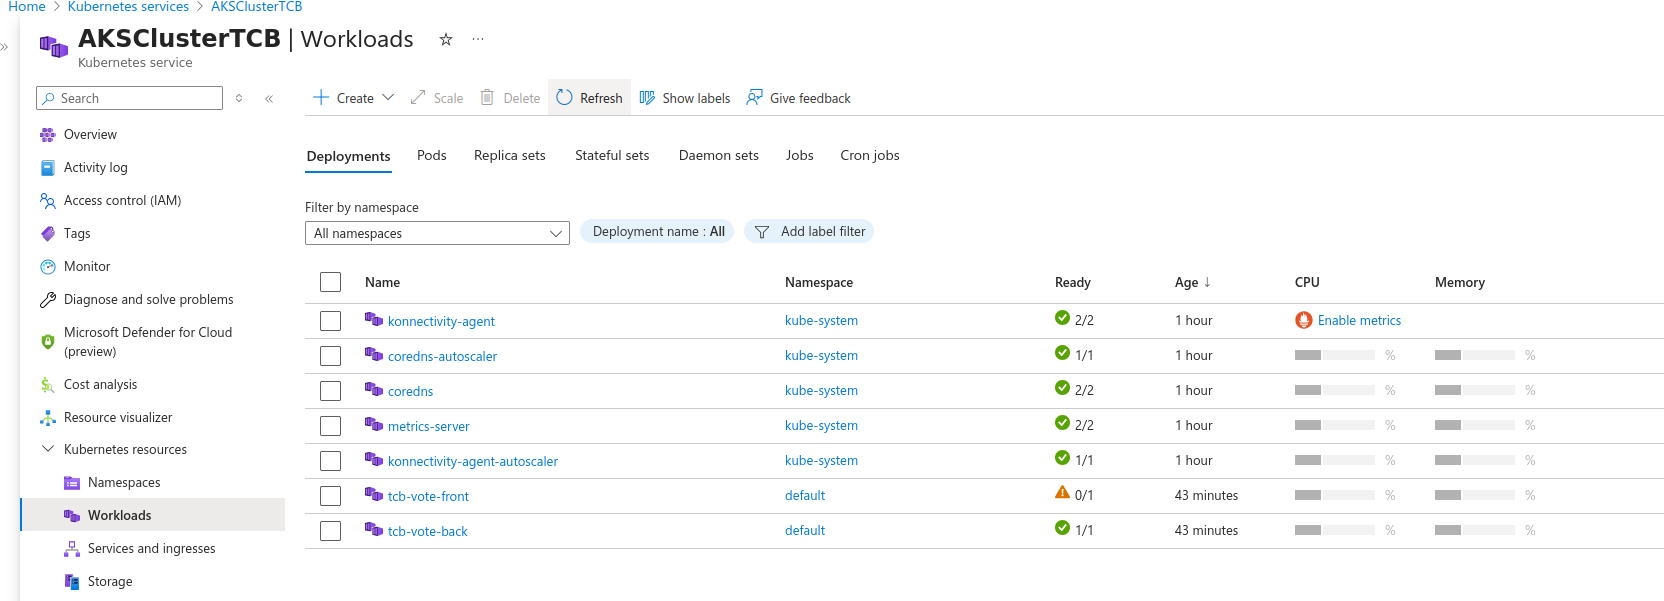 Home > Kubernetes services > AKSClusterTCB
AKSClusterTCB | Workloads
Kubernetes service
Search
Overview
Activity log
Access control (IAM)
Tags
Monitor
Diagnose and solve problems
Microsoft Defender for Cloud
(preview)
Cost analysis
Resource visualizer
Kubernetes resources
Namespaces
Workloads
Services and ingresses
Storage
Create Scale Delete Refresh Show labels Give feedback
Deployments Pods Replica sets Stateful sets Daemon sets Jobs Cron jobs
Filter by namespace
All namespaces Deployment name : All Add label filter
Name Namespace Ready Age ↓ CPU Memory
konnectivity-agent kube-system 2/2 1 hour Enable metrics
coredns-autoscaler kube-system 1/1 1 hour % %
coredns kube-system 2/2 1 hour % %
metrics-server kube-system 2/2 1 hour % %
konnectivity-agent-autoscaler kube-system 1/1 1 hour % %
tcb-vote-front default 0/1 43 minutes % %
tcb-vote-back default 1/1 43 minutes % %